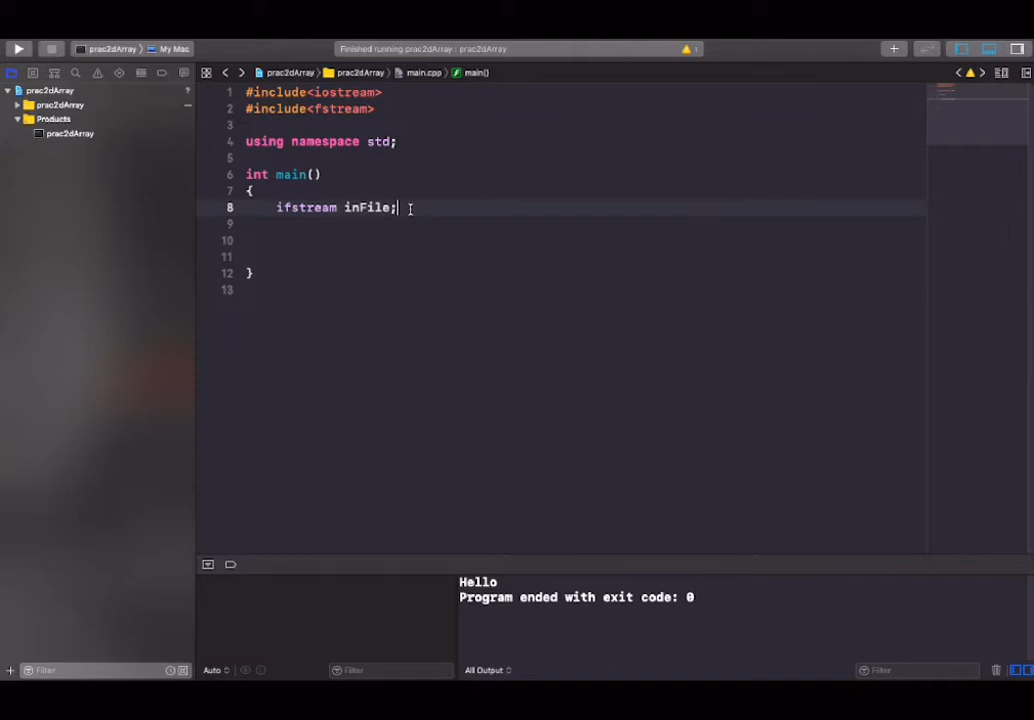 prac2dArray 〉 My Mac
Finished running prac2dArray : prac2dArray
1
prac2dArray
?
prac2dArray
Products
prac2dArray
prac2dArray 〉 prac2dArray 〉 main.cpp 〉 main()
1 #include<iostream>
2 #include<fstream>
3
4 using namespace std;
5
6 int main()
7 {
8 ifstream inFile;
9
10
11
12 }
13
Hello
Program ended with exit code: 0
Filter
Auto
Filter
All Output
Filter